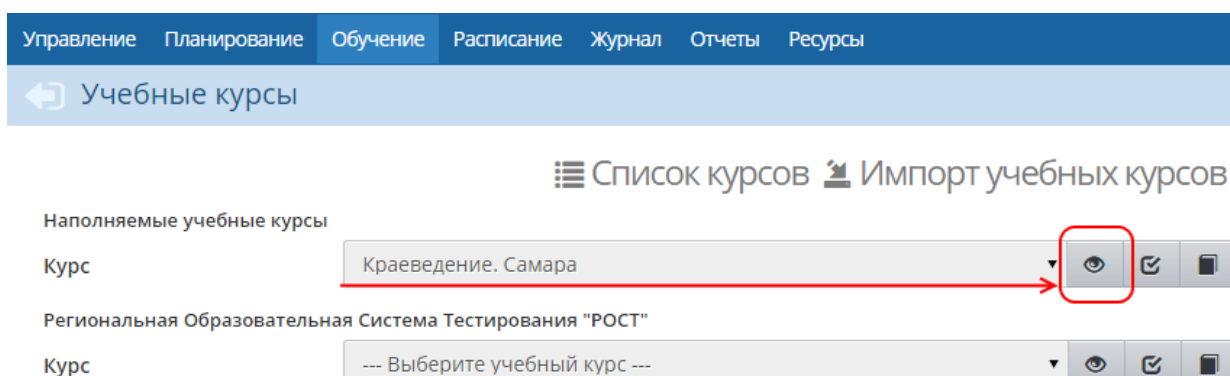 Управление Планирование Обучение Расписание Журнал Отчеты Ресурсы
Учебные курсы
Список курсов Импорт учебных курсов
Наполняемые учебные курсы
Курс Краеведение. Самара
Региональная Образовательная Система Тестирования "РОСТ"
Курс --- Выберите учебный курс ---